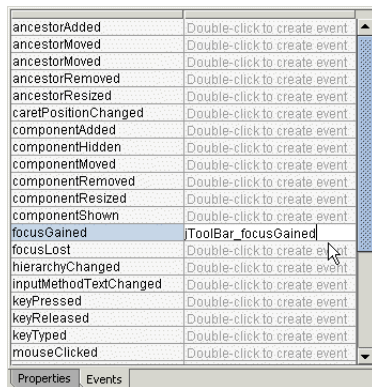 ancestorAdded Double-click to create event
ancestorMoved Double-click to create event
ancestorMoved Double-click to create event
ancestorRemoved Double-click to create event
ancestorResized Double-click to create event
caretPositionChanged Double-click to create event
componentAdded Double-click to create event
componentHidden Double-click to create event
componentMoved Double-click to create event
componentRemoved Double-click to create event
componentResized Double-click to create event
componentShown Double-click to create event
focusGained jToolBar_focusGained
focusLost Double-click to create event
hierarchyChanged Double-click to create event
inputMethodTextChanged Double-click to create event
keyPressed Double-click to create event
keyReleased Double-click to create event
keyTyped Double-click to create event
mouseClicked Double-click to create event
Properties Events